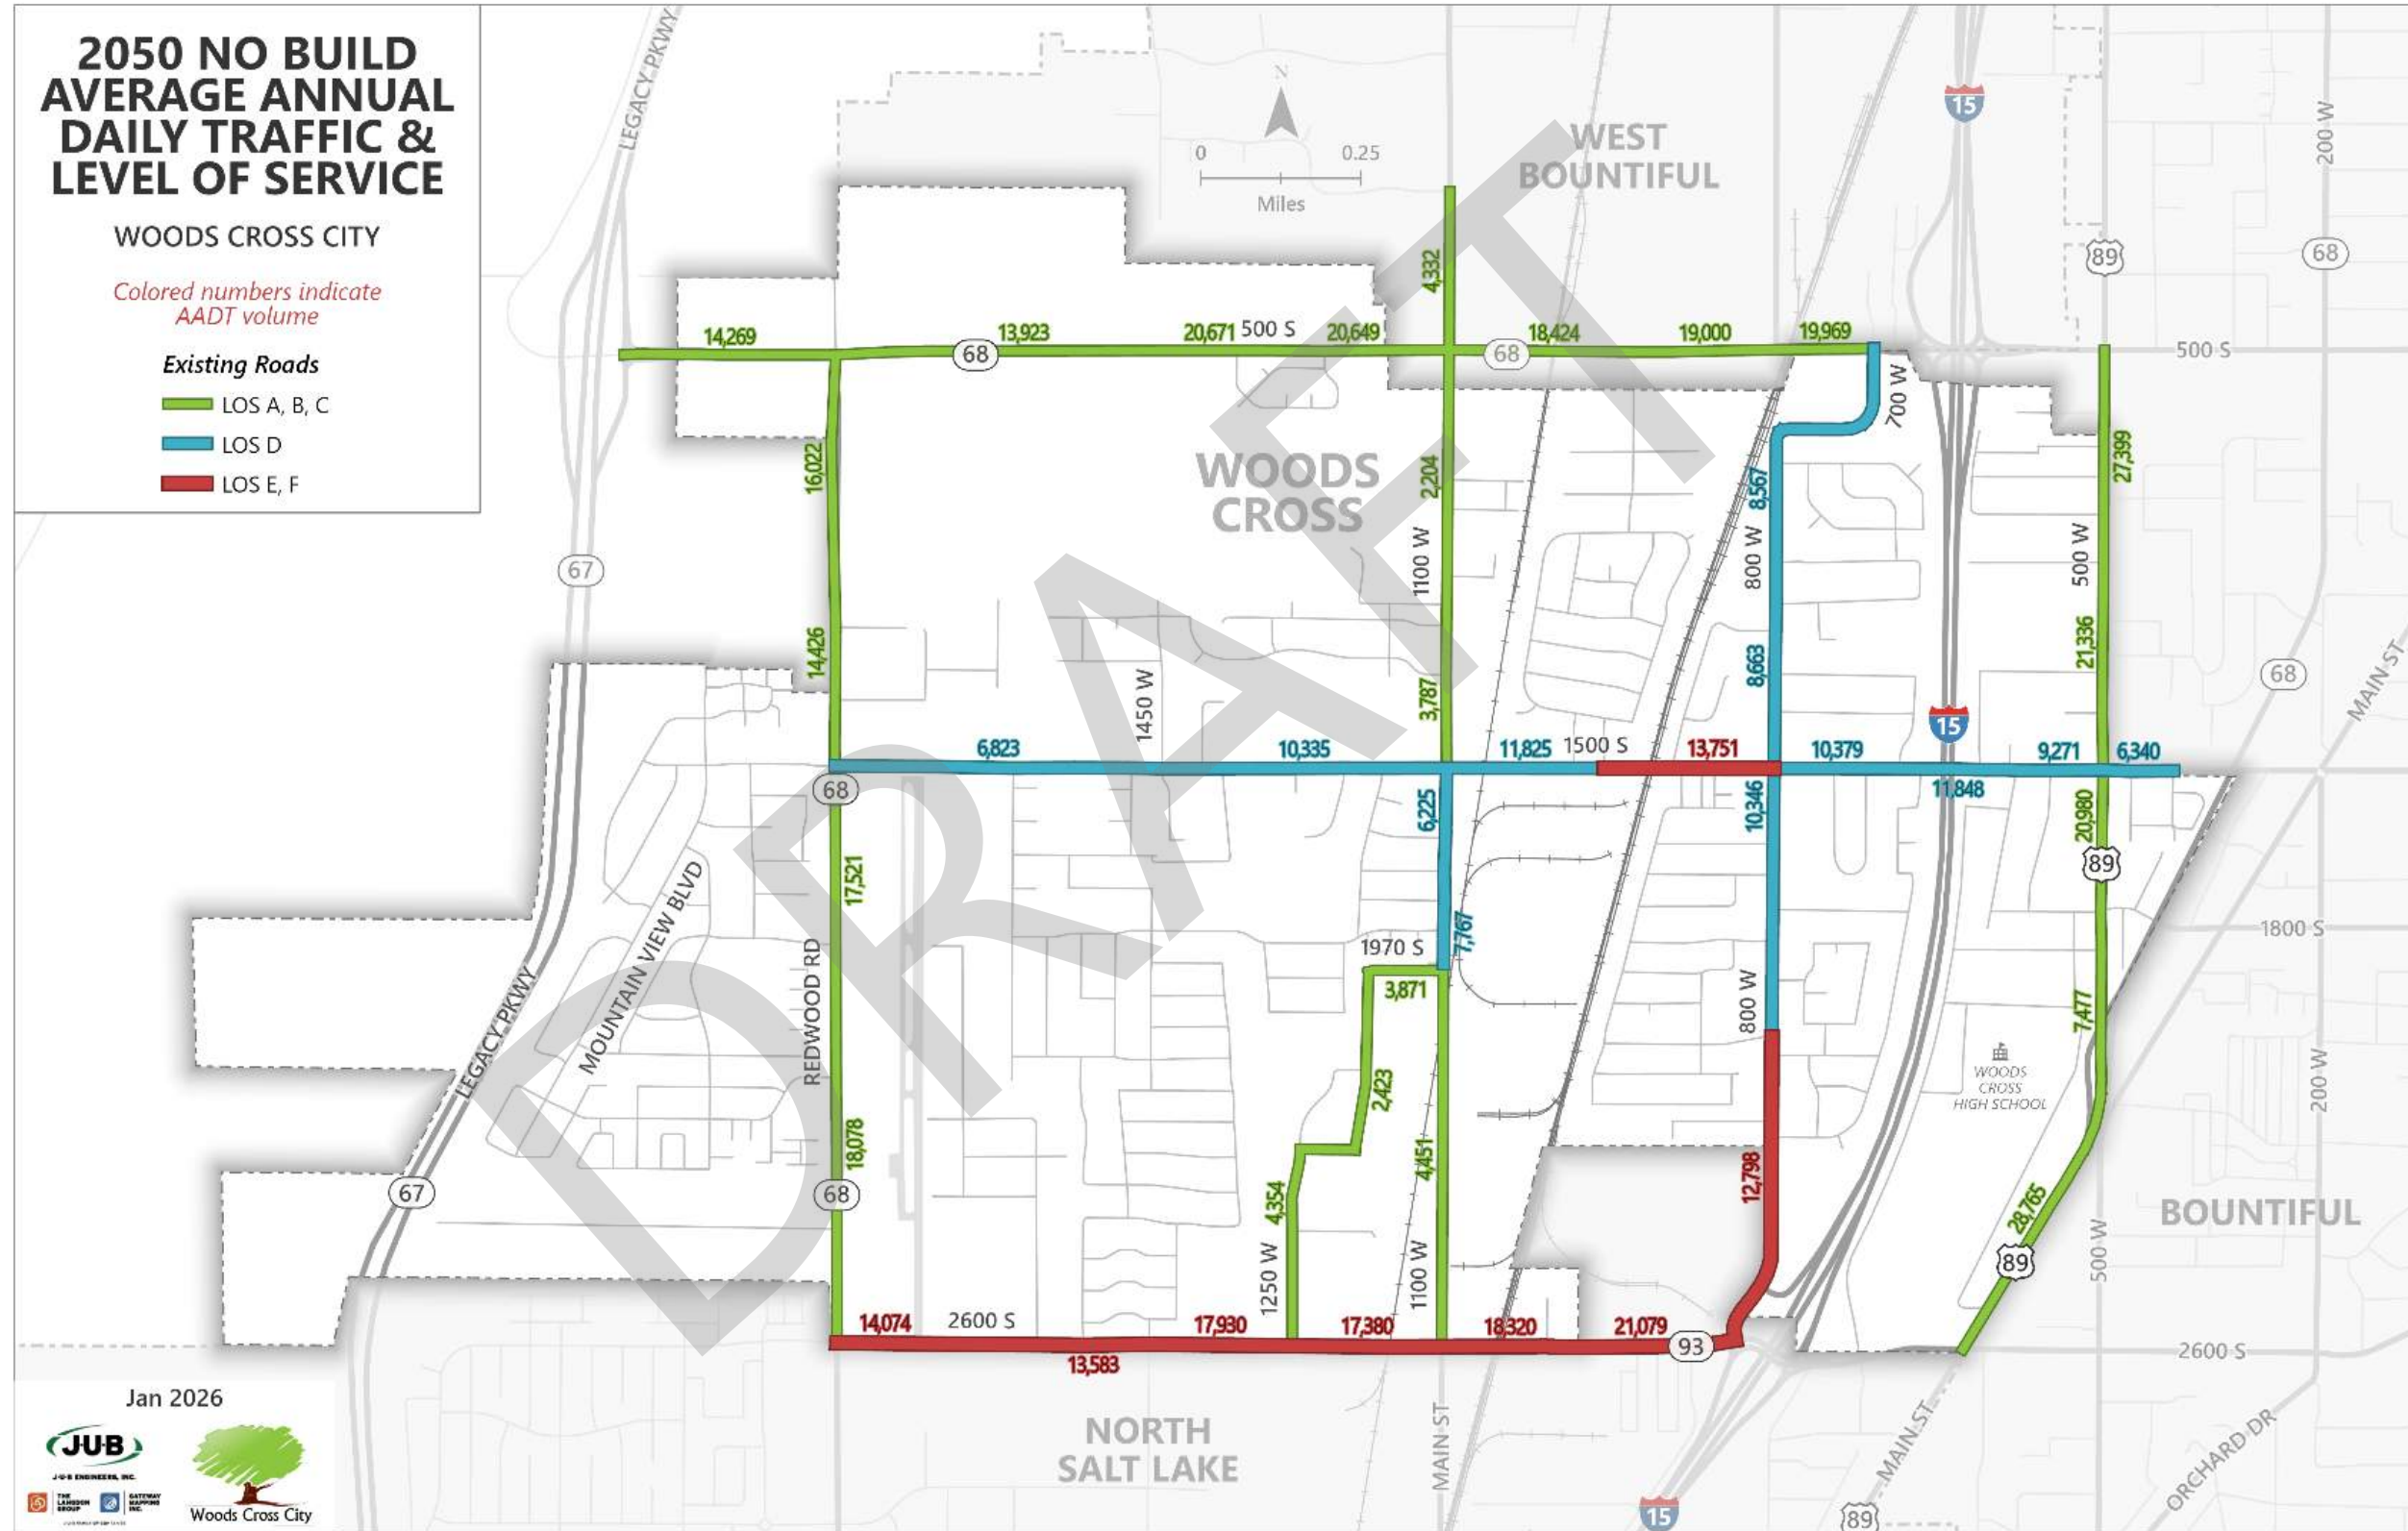 2050 NO BUILD
AVERAGE ANNUAL
DAILY TRAFFIC &
LEVEL OF SERVICE
WOODS CROSS CITY
Colored numbers indicate
AADT volume
Existing Roads
LOS A, B, C
LOS D
LOS E, F
LEGACY PKWY
N
0
0.25
Miles
WEST
BOUNTIFUL
15
200 W
89
68
4,332
14,269
13,923
20,671
500 S
20,649
18,424
19,000
19,969
68
68
500 S
700 W
16,022
WOODS
CROSS
2,204
8,567
27,399
67
1100 W
800 W
500 W
14,426
1450 W
3,787
8,663
21,336
68
MAIN ST
15
6,823
10,335
11,825
1500 S
13,751
10,379
9,271
6,340
68
6,225
10,346
11,848
20,980
89
17,521
MOUNTAIN VIEW BLVD
1800 S
REDWOOD RD
1970 S
7,767
3,871
LEGACY PKWY
800 W
7,477
WOODS
CROSS
HIGH SCHOOL
200 W
2,423
18,078
4,451
12,798
67
68
4,354
28,765
BOUNTIFUL
89
500 W
1250 W
1100 W
14,074
2600 S
17,930
17,380
18,320
21,079
93
2600 S
13,583
DRAFT
NORTH
SALT LAKE
MAIN ST
MAIN ST
ORCHARD DR
15
89
Jan 2026
J-U-B
J-U-B ENGINEERS, INC.
THE
LANGDON
GROUP
GATEWAY
MAPPING
INC.
Woods Cross City